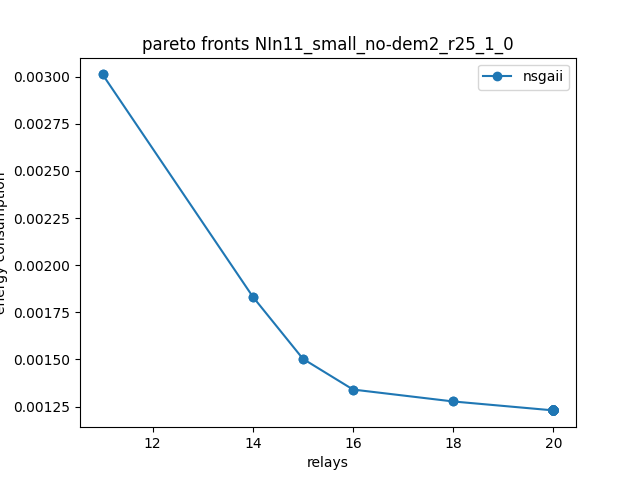 pareto fronts NIn11_small_no-dem2_r25_1_0
nsgaii
0.00300
0.00275
0.00250
0.00225
0.00200
0.00175
0.00150
0.00125
energy consumption
12 14 16 18 20
relays